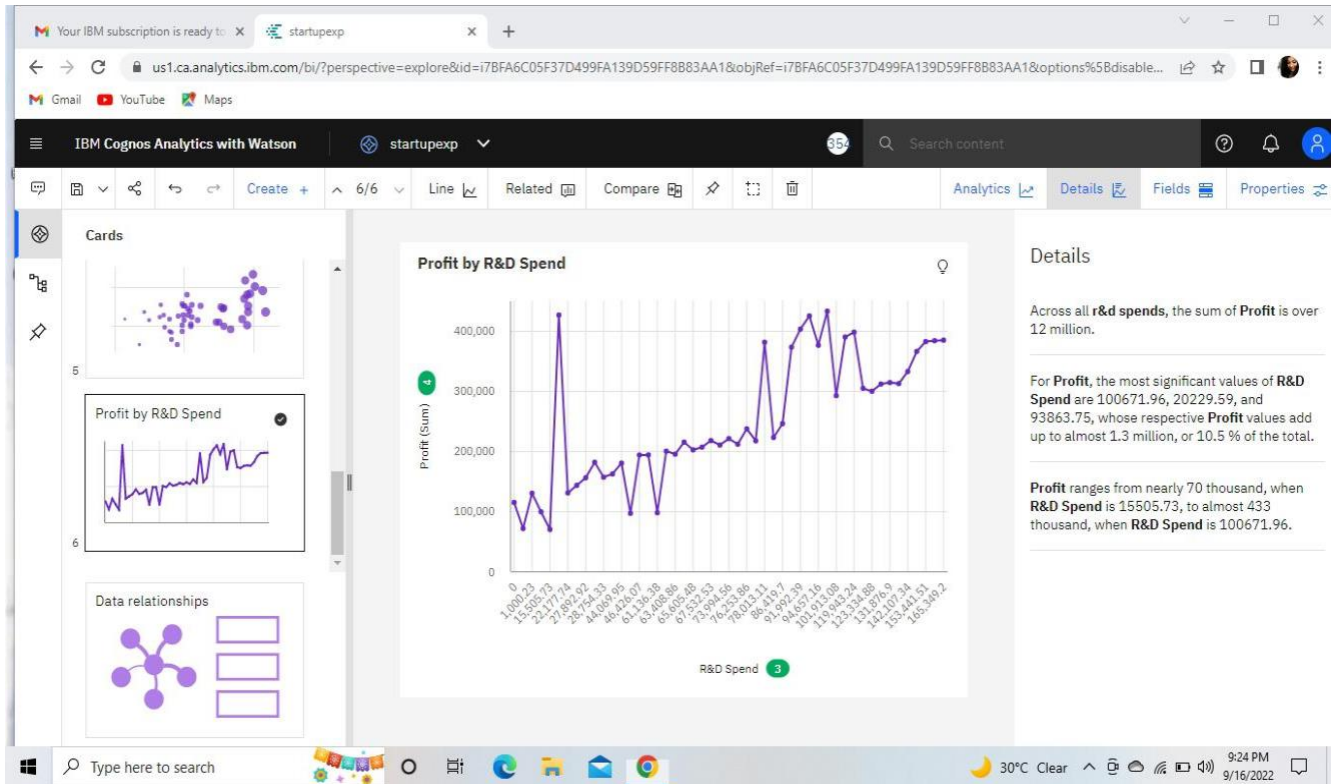 Your IBM subscription is ready to
startupexp
us1.ca.analytics.ibm.com/bi/?perspective=explore&id=i7BFA6C05F37D499FA139D59FF8B83AA1&objRef=i7BFA6C05F37D499FA139D59FF8B83AA1&options%5Bdisable...
Gmail YouTube Maps
IBM Cognos Analytics with Watson startupexp 354 Search content
Create + 6/6 Line Related Compare Analytics Details Fields Properties
Cards
5
Profit by R&D Spend
6
Data relationships
Profit by R&D Spend
Profit (Sum) 4
400,000
300,000
200,000
100,000
0
0 1,000.23 15,505.73 22,177.74 27,892.92 28,754.33 44,069.95 46,426.07 61,136.38 63,408.86 65,605.48 67,532.53 73,994.56 76,253.86 78,013.11 86,419.7 91,992.39 94,657.16 101,913.08 119,943.24 123,334.88 131,876.9 142,107.34 153,441.51 165,349.2
R&D Spend 3
Details
Across all r&d spends, the sum of Profit is over
12 million.
For Profit, the most significant values of R&D
Spend are 100671.96, 20229.59, and
93863.75, whose respective Profit values add
up to almost 1.3 million, or 10.5 % of the total.
Profit ranges from nearly 70 thousand, when
R&D Spend is 15505.73, to almost 433
thousand, when R&D Spend is 100671.96.
Type here to search
30°C Clear
9:24 PM
9/16/2022